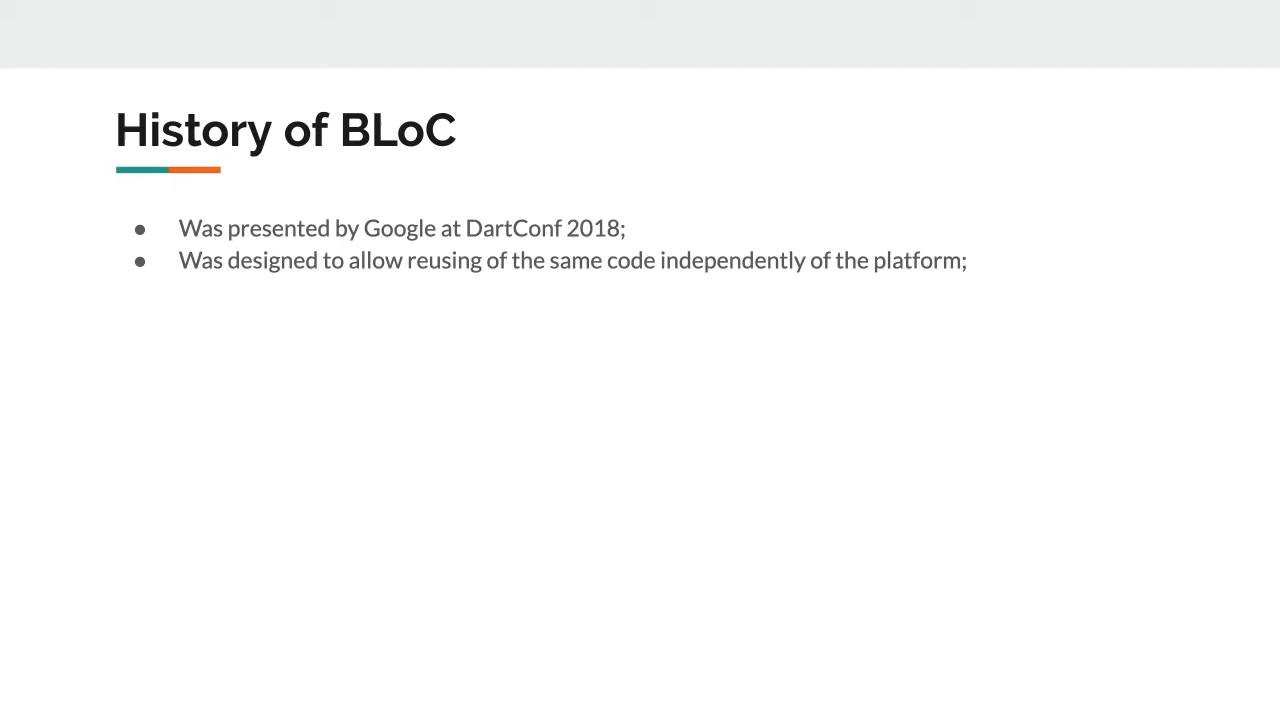 History of BLoC
● Was presented by Google at DartConf 2018;
● Was designed to allow reusing of the same code independently of the platform;